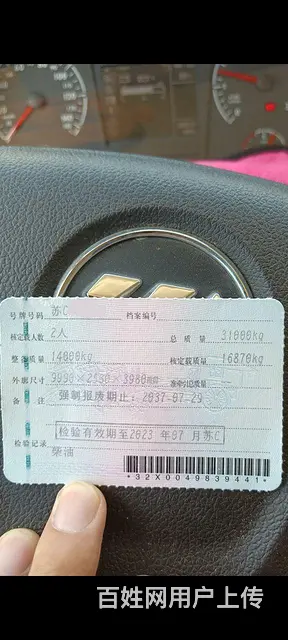 号牌号码 苏C 档案编号
核定载人数 2人 总质量 31000kg
整备质量 14000kg 核定载质量 16870kg
外廓尺寸 准牵引总质量 --
备注 强制报废期止: 2037-07-29
检验有效期至2023 年07 月苏C
检验记录
柴油
*32X0049839441*
百姓网用户上传